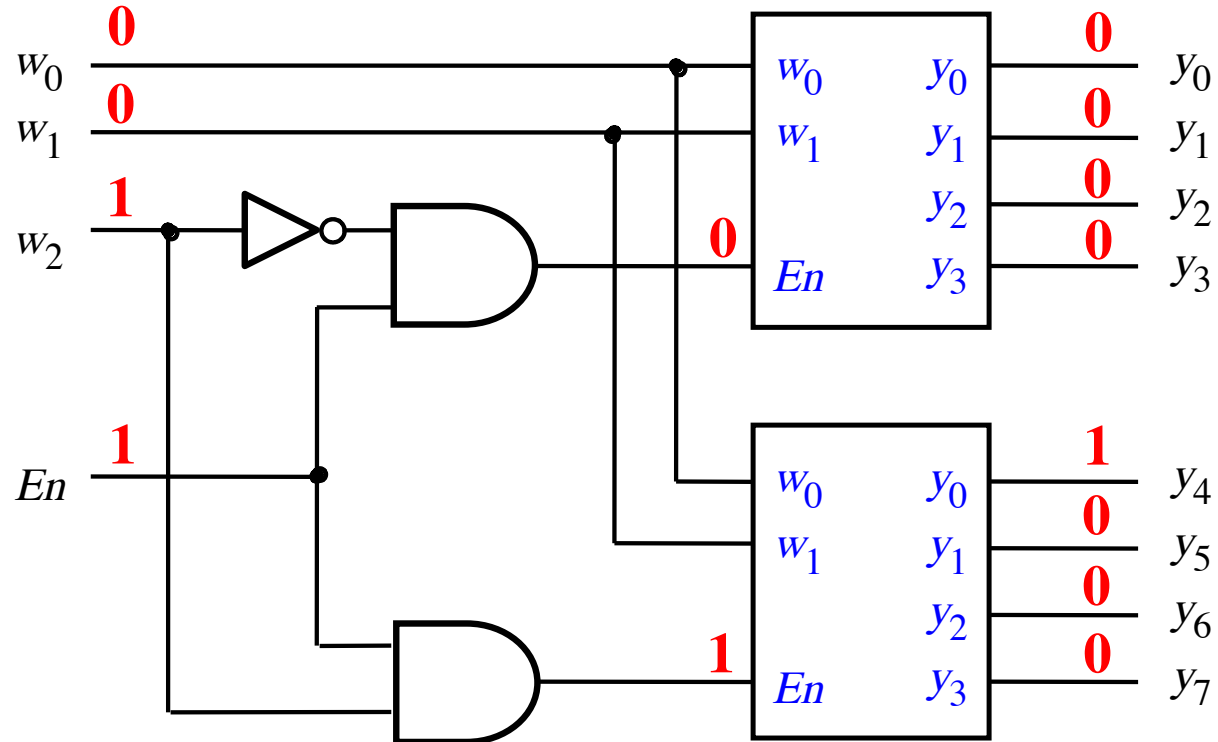 0 0
w0 w0 y0 y0
0 0
w1 w1 y1 y1
1 0
w2 y2 y2
0 0
En y3 y3
1 1
En w0 y0 y4
0
w1 y1 y5
0
y2 y6
1 0
En y3 y7